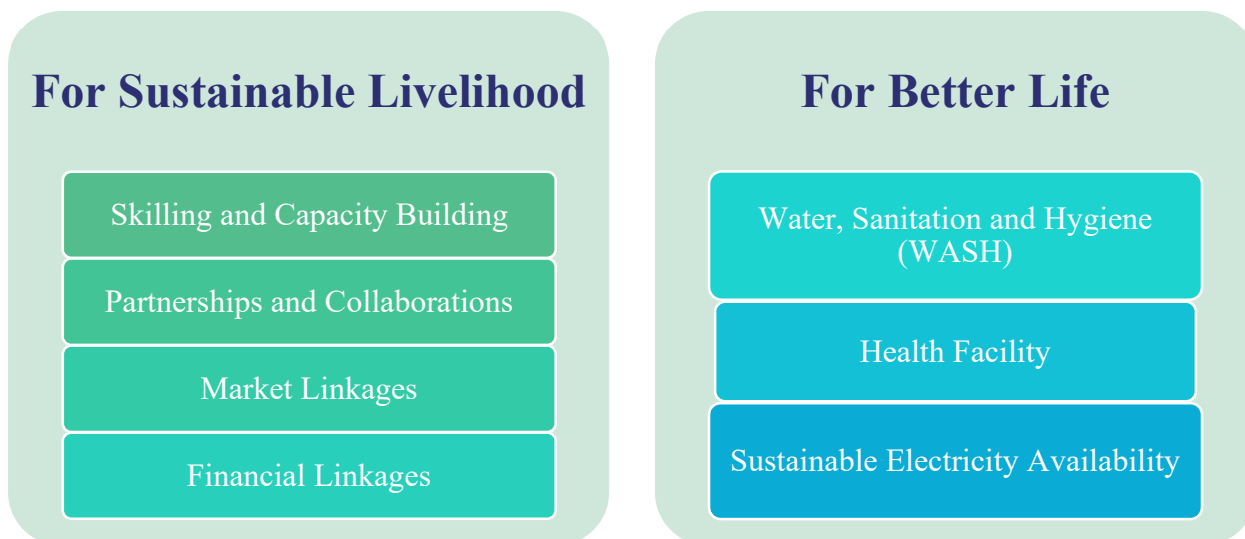 For Sustainable Livelihood
Skilling and Capacity Building
Partnerships and Collaborations
Market Linkages
Financial Linkages
For Better Life
Water, Sanitation and Hygiene
(WASH)
Health Facility
Sustainable Electricity Availability